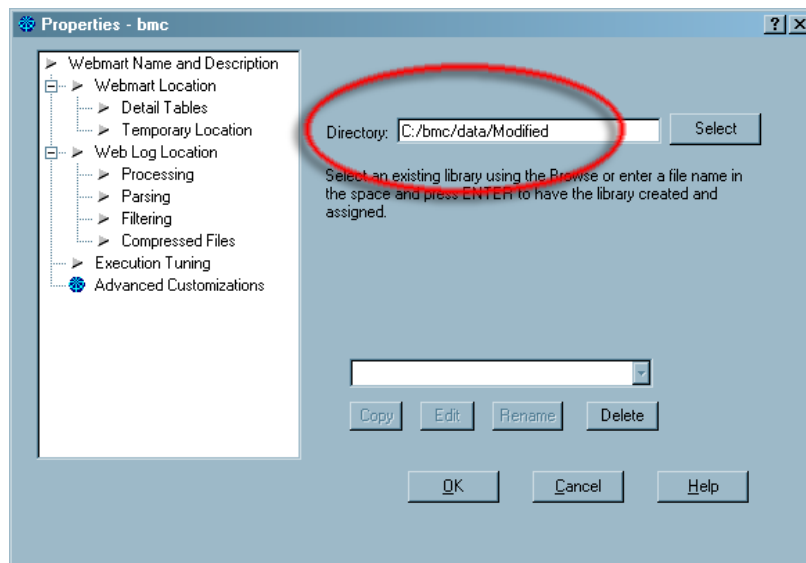 Properties - bmc
Webmart Name and Description
Webmart Location
Detail Tables
Temporary Location
Web Log Location
Processing
Parsing
Filtering
Compressed Files
Execution Tuning
Advanced Customizations
Directory: C:/bmc/data/Modified Select
Select an existing library using the Browse or enter a file name in
the space and press ENTER to have the library created and
assigned.
Copy Edit Rename Delete
OK Cancel Help